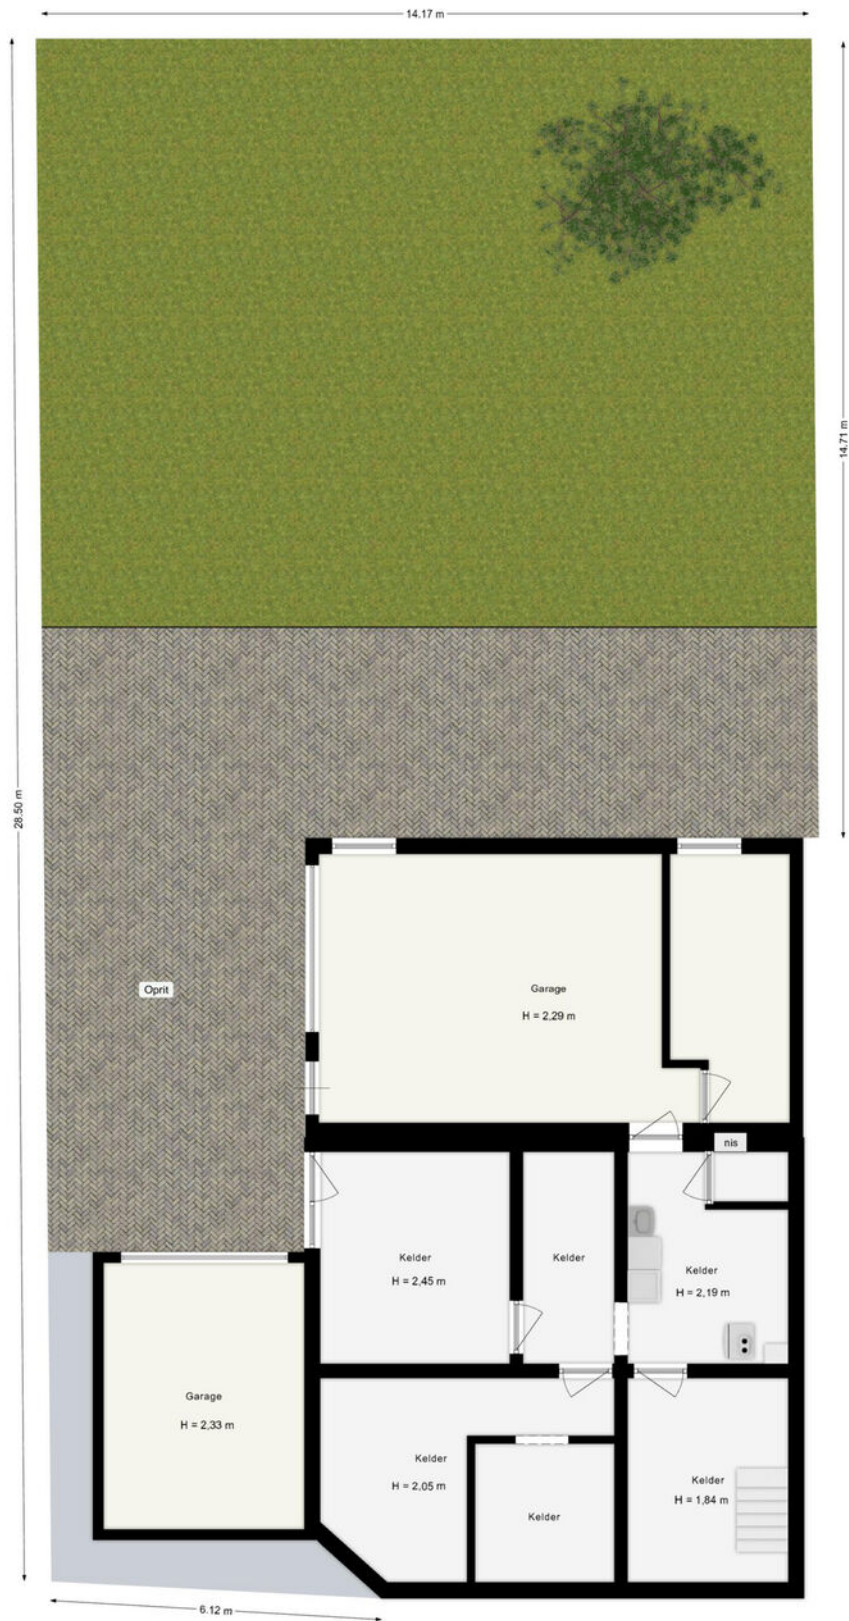 14.17 m
14.71 m
28.50 m
Oprit
Garage
H = 2,29 m
nis
Kelder
H = 2,45 m
Kelder
Kelder
H = 2,19 m
Garage
H = 2,33 m
Kelder
H = 2,05 m
Kelder
H = 1,84 m
Kelder
6.12 m